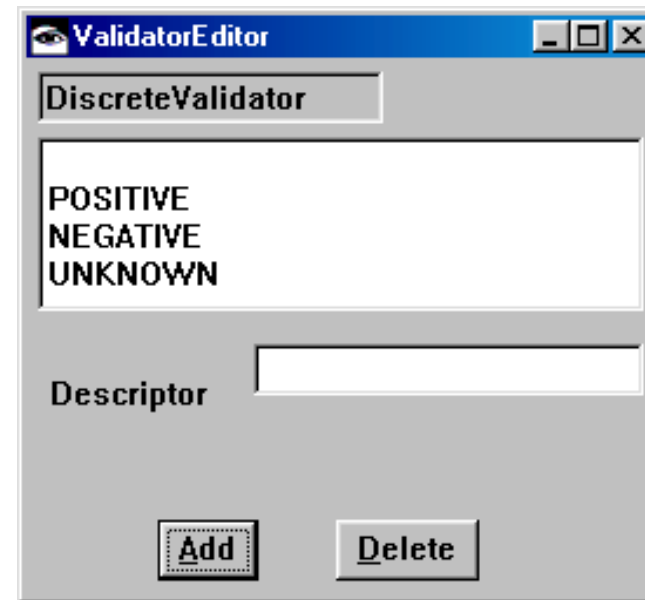 ValidatorEditor
DiscreteValidator
POSITIVE
NEGATIVE
UNKNOWN
Descriptor
Add Delete